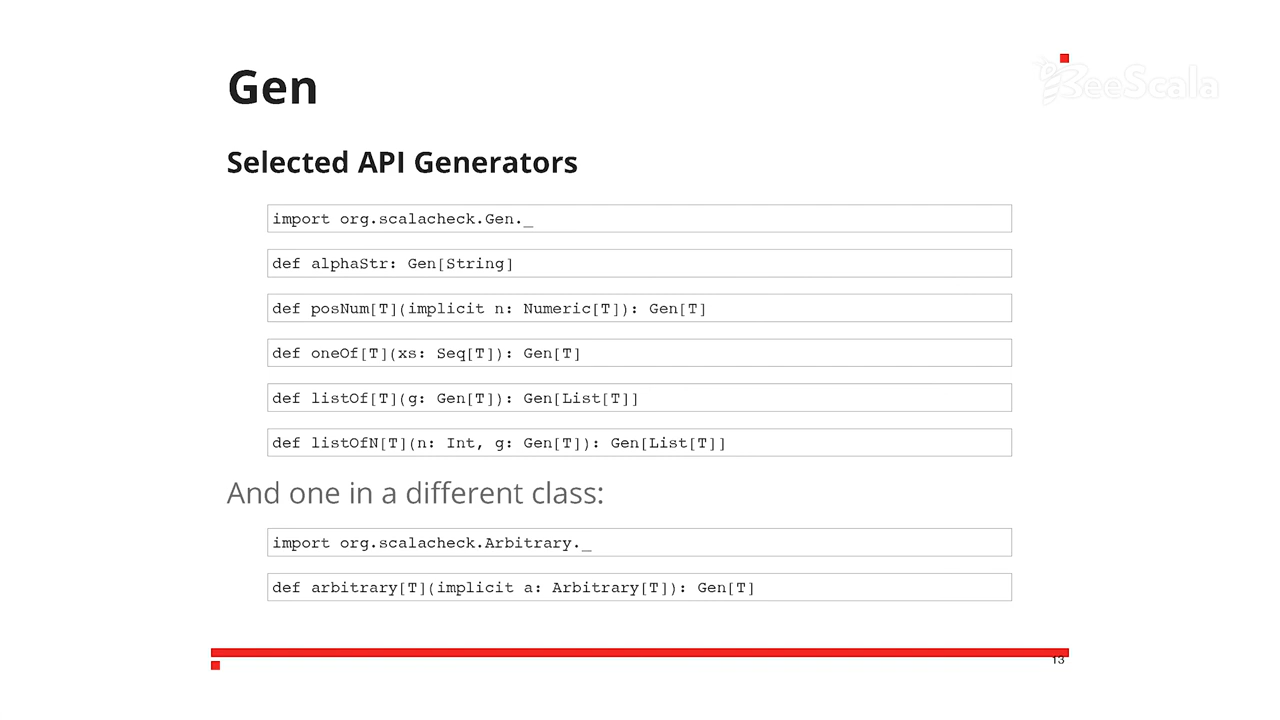 BeeScala
Gen
Selected API Generators
import org.scalacheck.Gen._
def alphaStr: Gen[String]
def posNum[T](implicit n: Numeric[T]): Gen[T]
def oneOf[T](xs: Seq[T]): Gen[T]
def listOf[T](g: Gen[T]): Gen[List[T]]
def listOfN[T](n: Int, g: Gen[T]): Gen[List[T]]
And one in a different class:
import org.scalacheck.Arbitrary._
def arbitrary[T](implicit a: Arbitrary[T]): Gen[T]
13